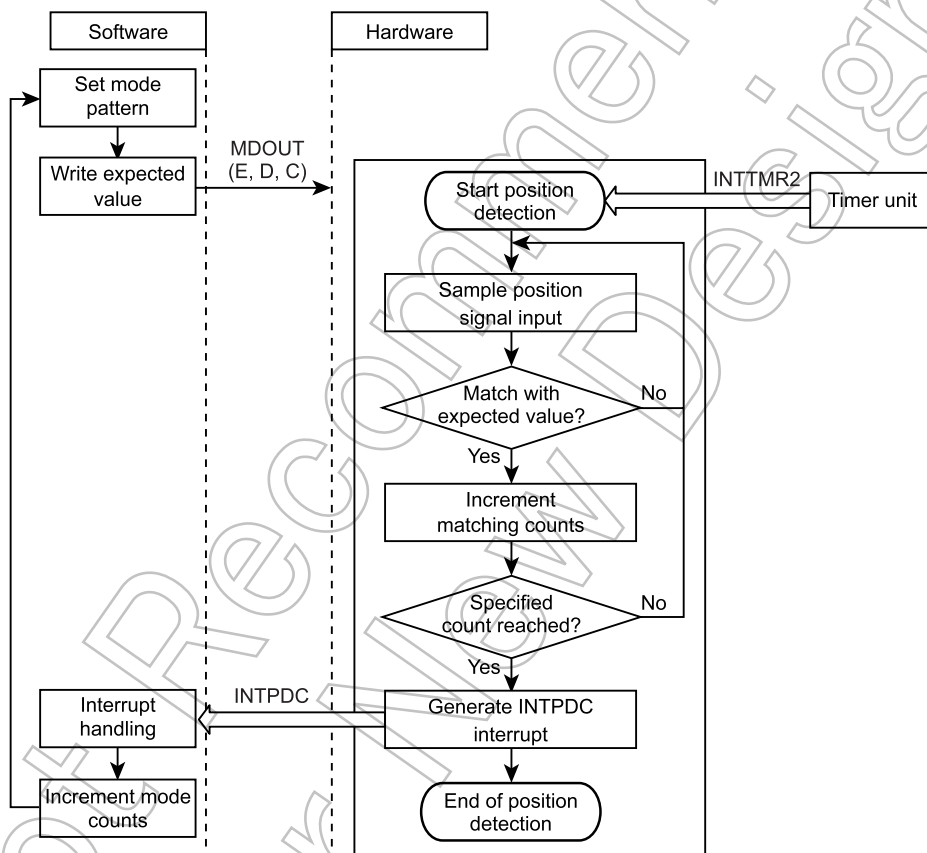 Software
Hardware
Set mode
pattern
Write expected
value
MDOUT
(E, D, C)
Start position
detection
INTTMR2
Timer unit
Sample position
signal input
Match with
expected value?
No
Yes
Increment
matching counts
Specified
count reached?
No
Yes
Generate INTPDC
interrupt
INTPDC
Interrupt
handling
Increment mode
counts
End of position
detection